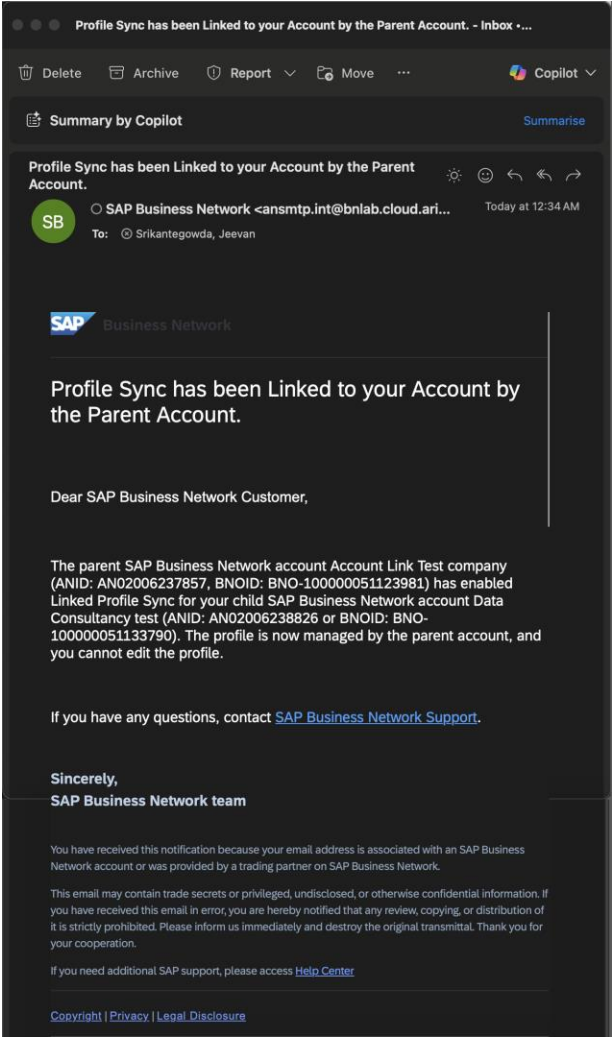 Profile Sync has been Linked to your Account by the Parent Account. - Inbox •...
Delete Archive Report Move ... Copilot
Summary by Copilot Summarise
Profile Sync has been Linked to your Account by the Parent
Account.
SB
SAP Business Network <ansmtp.int@bnlab.cloud.ari... Today at 12:34 AM
To: Srikantegowda, Jeevan
SAP Business Network
Profile Sync has been Linked to your Account by
the Parent Account.
Dear SAP Business Network Customer,
The parent SAP Business Network account Account Link Test company
(ANID: AN02006237857, BNOID: BNO-100000051123981) has enabled
Linked Profile Sync for your child SAP Business Network account Data
Consultancy test (ANID: AN02006238826 or BNOID: BNO-
100000051133790). The profile is now managed by the parent account, and
you cannot edit the profile.
If you have any questions, contact SAP Business Network Support.
Sincerely,
SAP Business Network team
You have received this notification because your email address is associated with an SAP Business
Network account or was provided by a trading partner on SAP Business Network.
This email may contain trade secrets or privileged, undisclosed, or otherwise confidential information. If
you have received this email in error, you are hereby notified that any review, copying, or distribution of
it is strictly prohibited. Please inform us immediately and destroy the original transmittal. Thank you for
your cooperation.
If you need additional SAP support, please access Help Center
Copyright | Privacy | Legal Disclosure